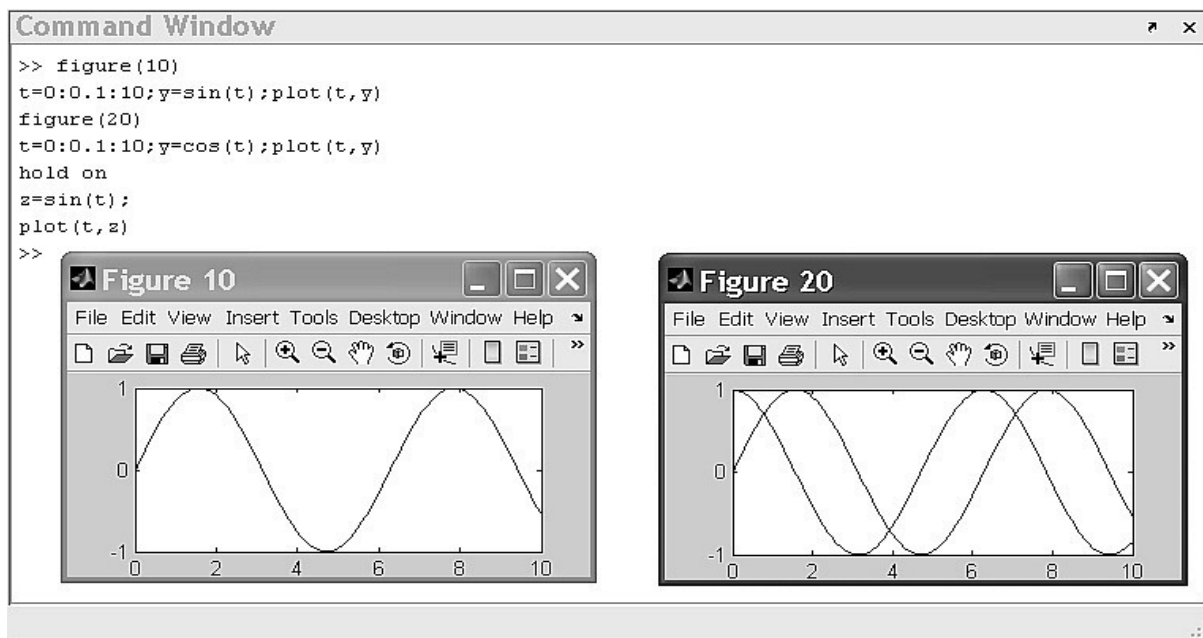 Command Window
>> figure(10)
t=0:0.1:10;y=sin(t);plot(t,y)
figure(20)
t=0:0.1:10;y=cos(t);plot(t,y)
hold on
z=sin(t);
plot(t,z)
>>
Figure 10
File Edit View Insert Tools Desktop Window Help
1
0
-1
0 2 4 6 8 10
Figure 20
File Edit View Insert Tools Desktop Window Help
1
0
-1
0 2 4 6 8 10